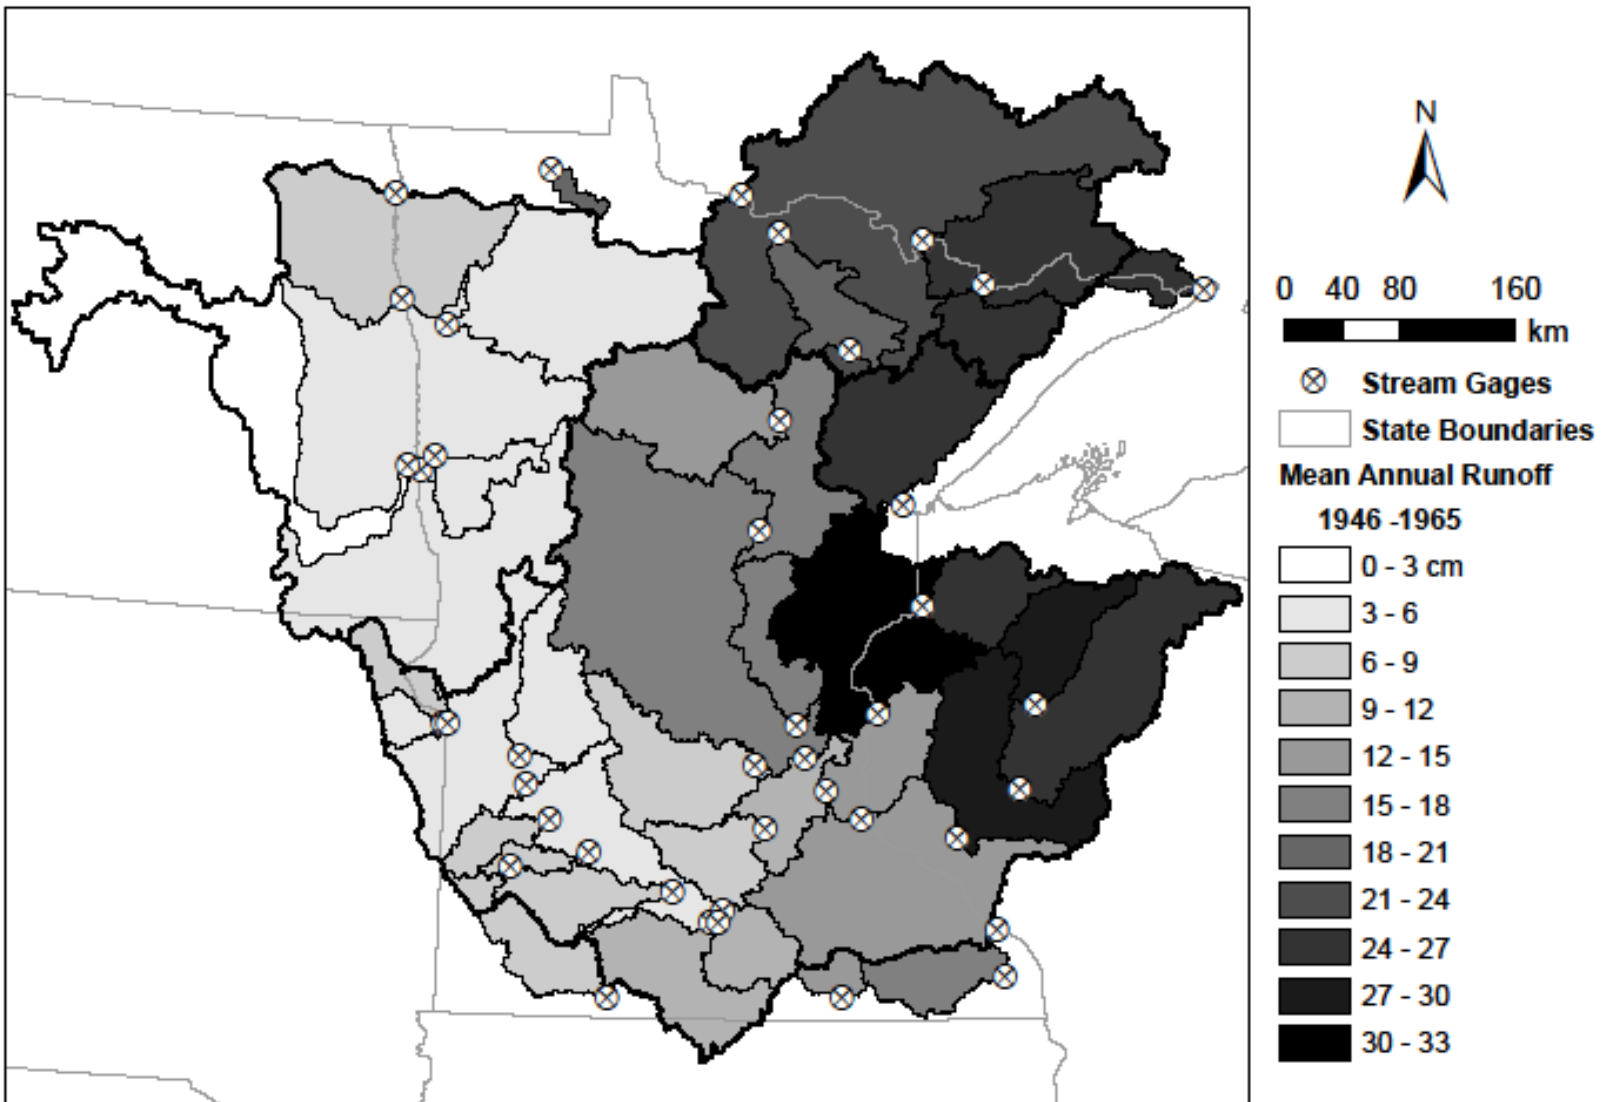 N
0 40 80 160
km
Stream Gages
State Boundaries
Mean Annual Runoff
1946 -1965
0 - 3 cm
3 - 6
6 - 9
9 - 12
12 - 15
15 - 18
18 - 21
21 - 24
24 - 27
27 - 30
30 - 33